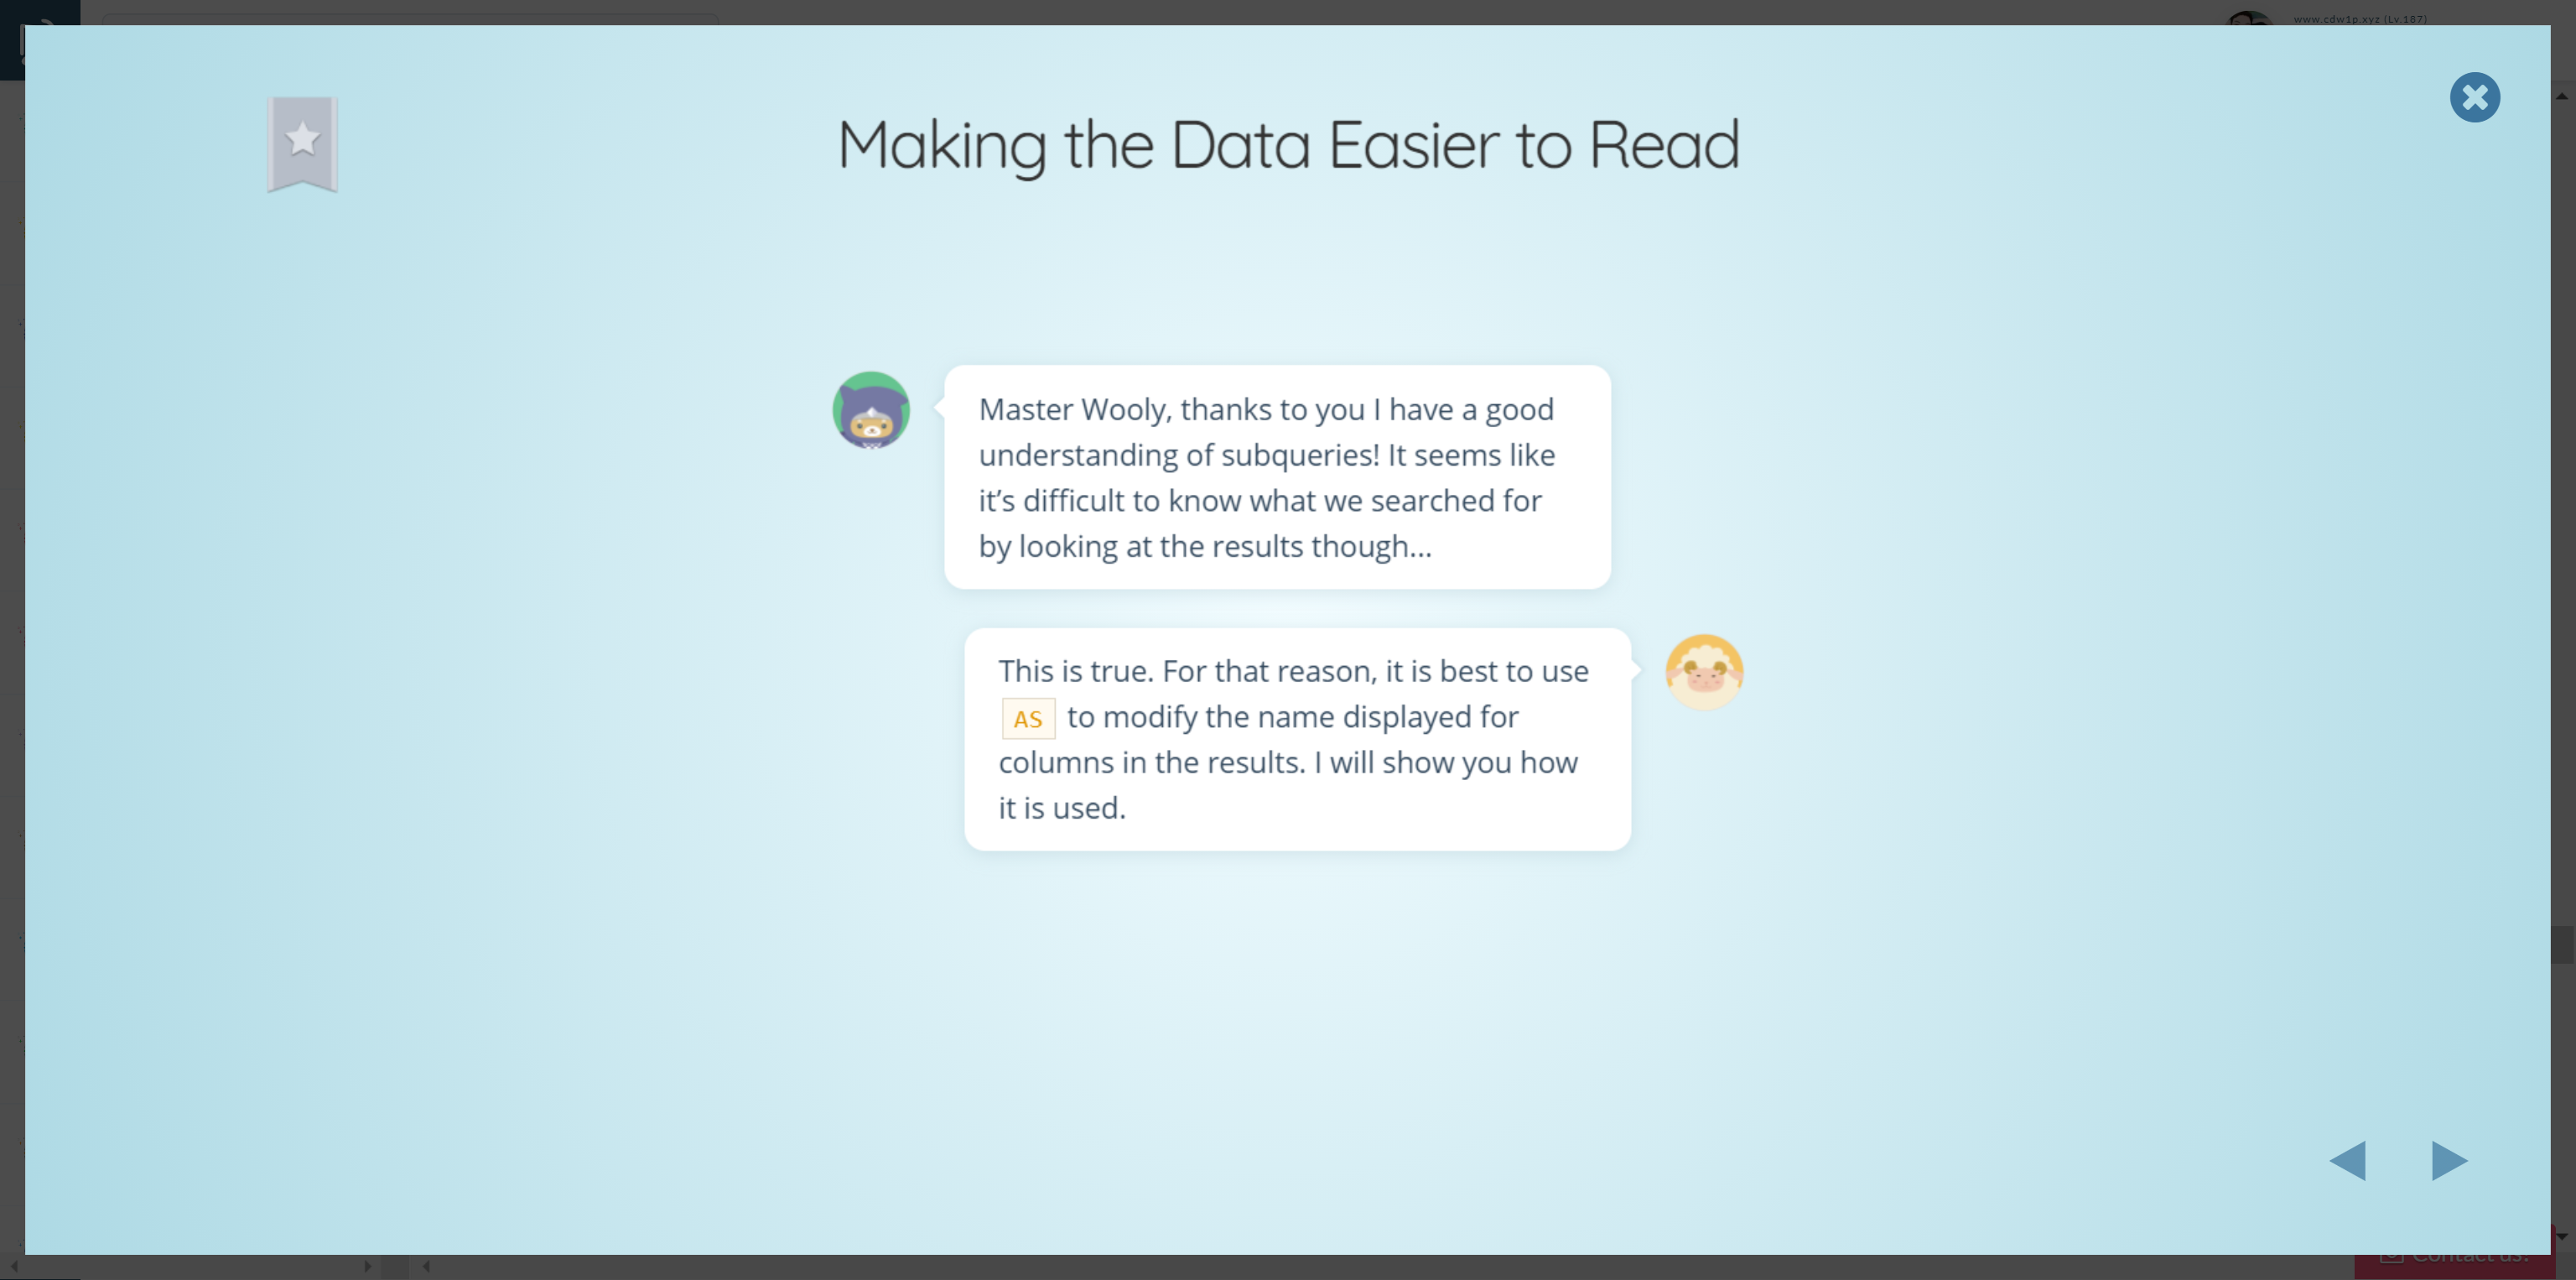 www.cdw1p.xyz (Lv.187)
Making the Data Easier to Read
Master Wooly, thanks to you I have a good
understanding of subqueries! It seems like
it’s difficult to know what we searched for
by looking at the results though...
This is true. For that reason, it is best to use
AS to modify the name displayed for
columns in the results. I will show you how
it is used.
Contact us!